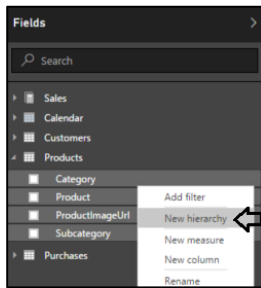 Fields
Search
Sales
Calendar
Customers
Products
Category
Product
ProductImageUrl
Subcategory
Purchases
Add filter
New hierarchy
New measure
New column
Rename